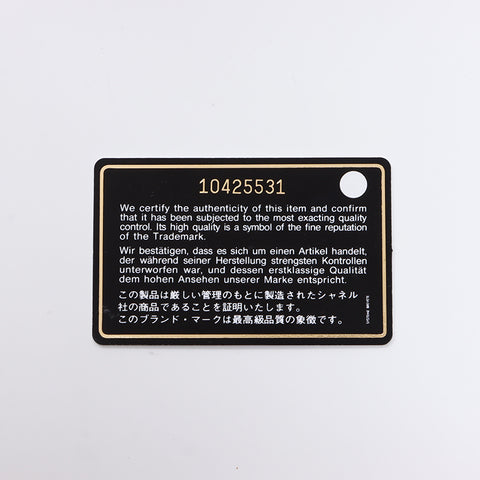 10425531
We certify the authenticity of this item and confirm
that it has been subjected to the most exacting quality
control. Its high quality is a symbol of the fine reputation
of the Trademark.
Wir bestätigen, dass es sich um einen Artikel handelt,
der während seiner Herstellung strengsten Kontrollen
unterworfen war, und dessen erstklassige Qualität
dem hohen Ansehen unserer Marke entspricht.
この製品は厳しい管理のもとに製造されたシャネル
社の商品であることを証明いたします。
このブランド・マークは最高級品質の象徴です。